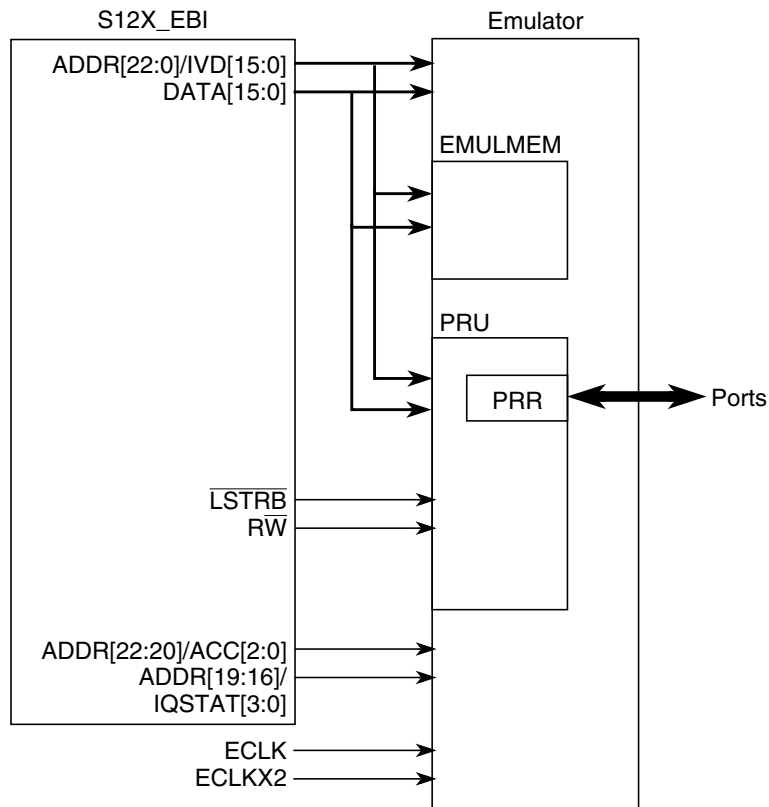 S12X_EBI
Emulator
ADDR[22:0]/IVD[15:0]
DATA[15:0]
EMULMEM
PRU
PRR
Ports
LSTRB
RW
ADDR[22:20]/ACC[2:0]
ADDR[19:16]/
IQSTAT[3:0]
ECLK
ECLKX2